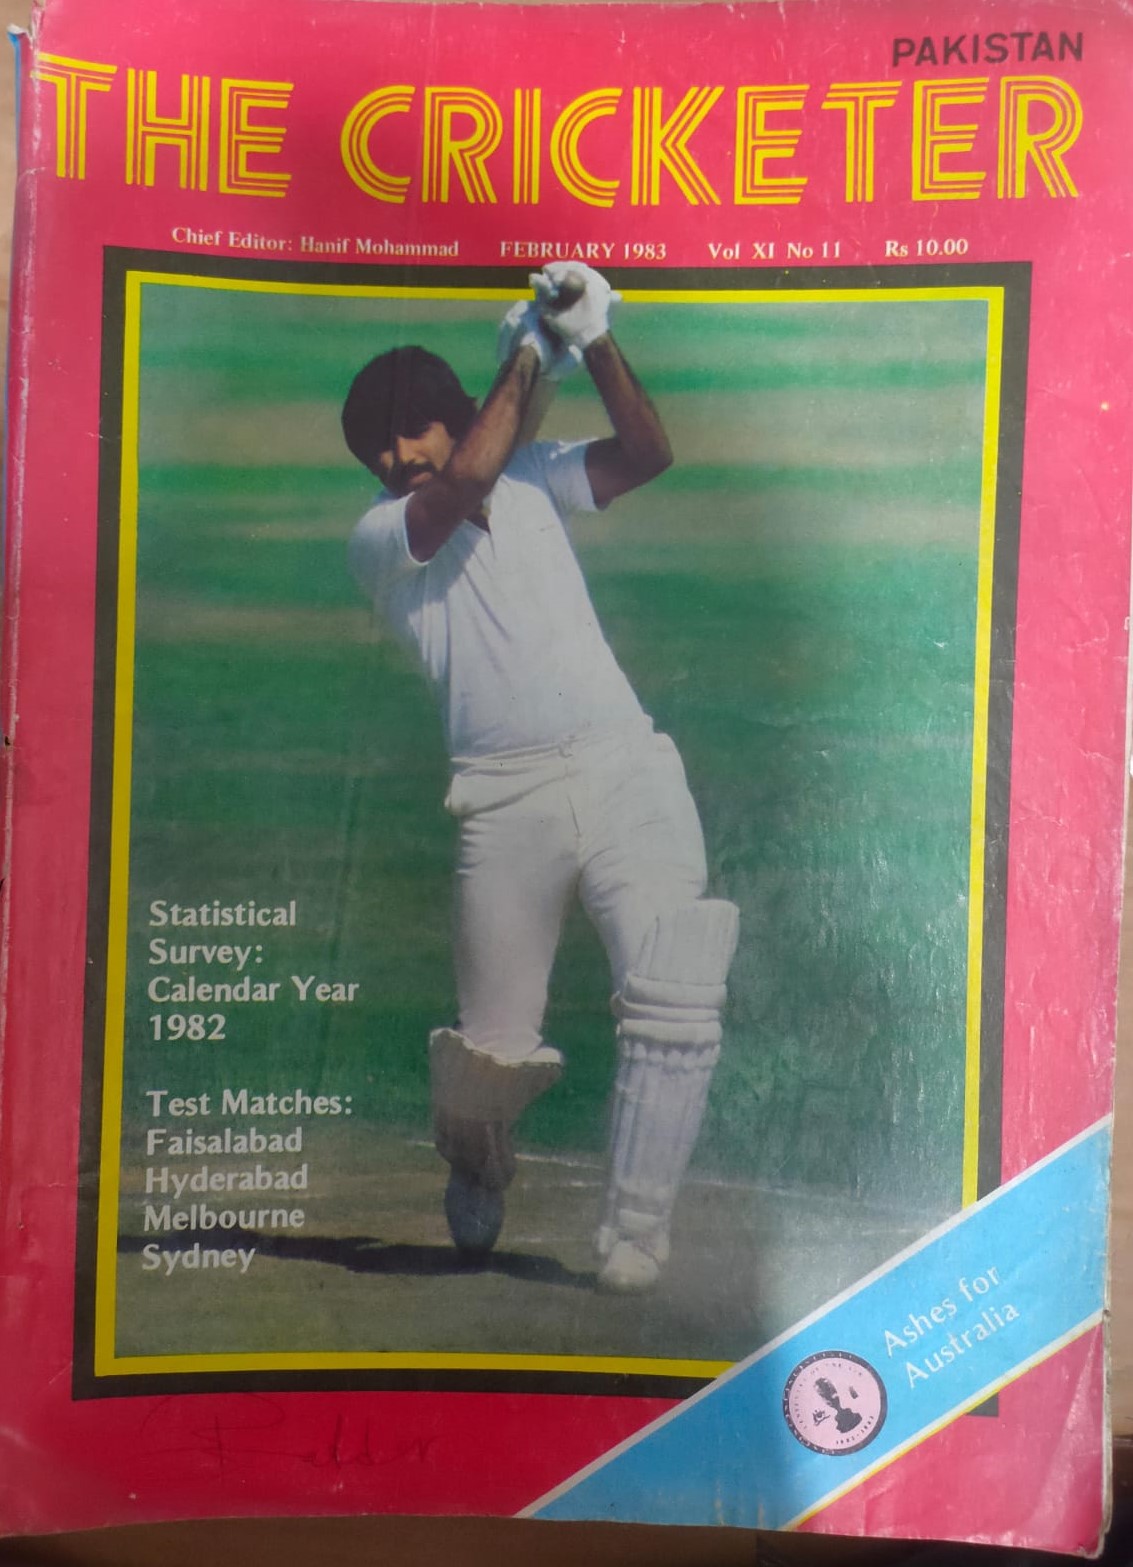 PAKISTAN
THE CRICKETER
Chief Editor: Hanif Mohammad FEBRUARY 1983 Vol XI No 11 Rs 10.00
Statistical
Survey:
Calendar Year
1982
Test Matches:
Faisalabad
Hyderabad
Melbourne
Sydney
Ashes for
Australia